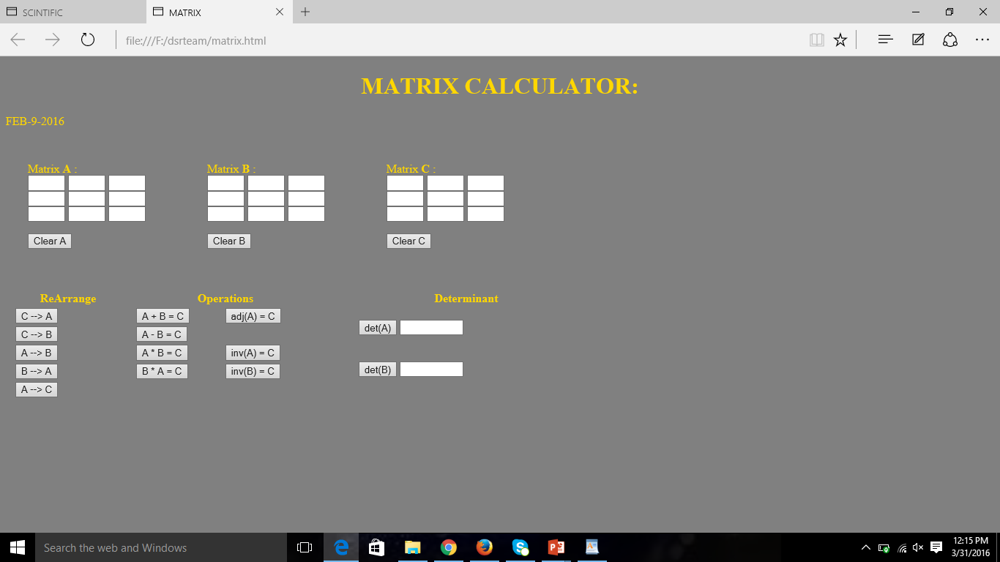 SCINTIFIC
MATRIX
file:///F:/dsrteam/matrix.html
MATRIX CALCULATOR:
FEB-9-2016
Matrix A : Matrix B : Matrix C :
Clear A Clear B Clear C
ReArrange Operations Determinant
C --> A A + B = C adj(A) = C
det(A)
C --> B A - B = C
A --> B A * B = C inv(A) = C
B --> A B * A = C inv(B) = C
det(B)
A --> C
Search the web and Windows
12:15 PM
3/31/2016